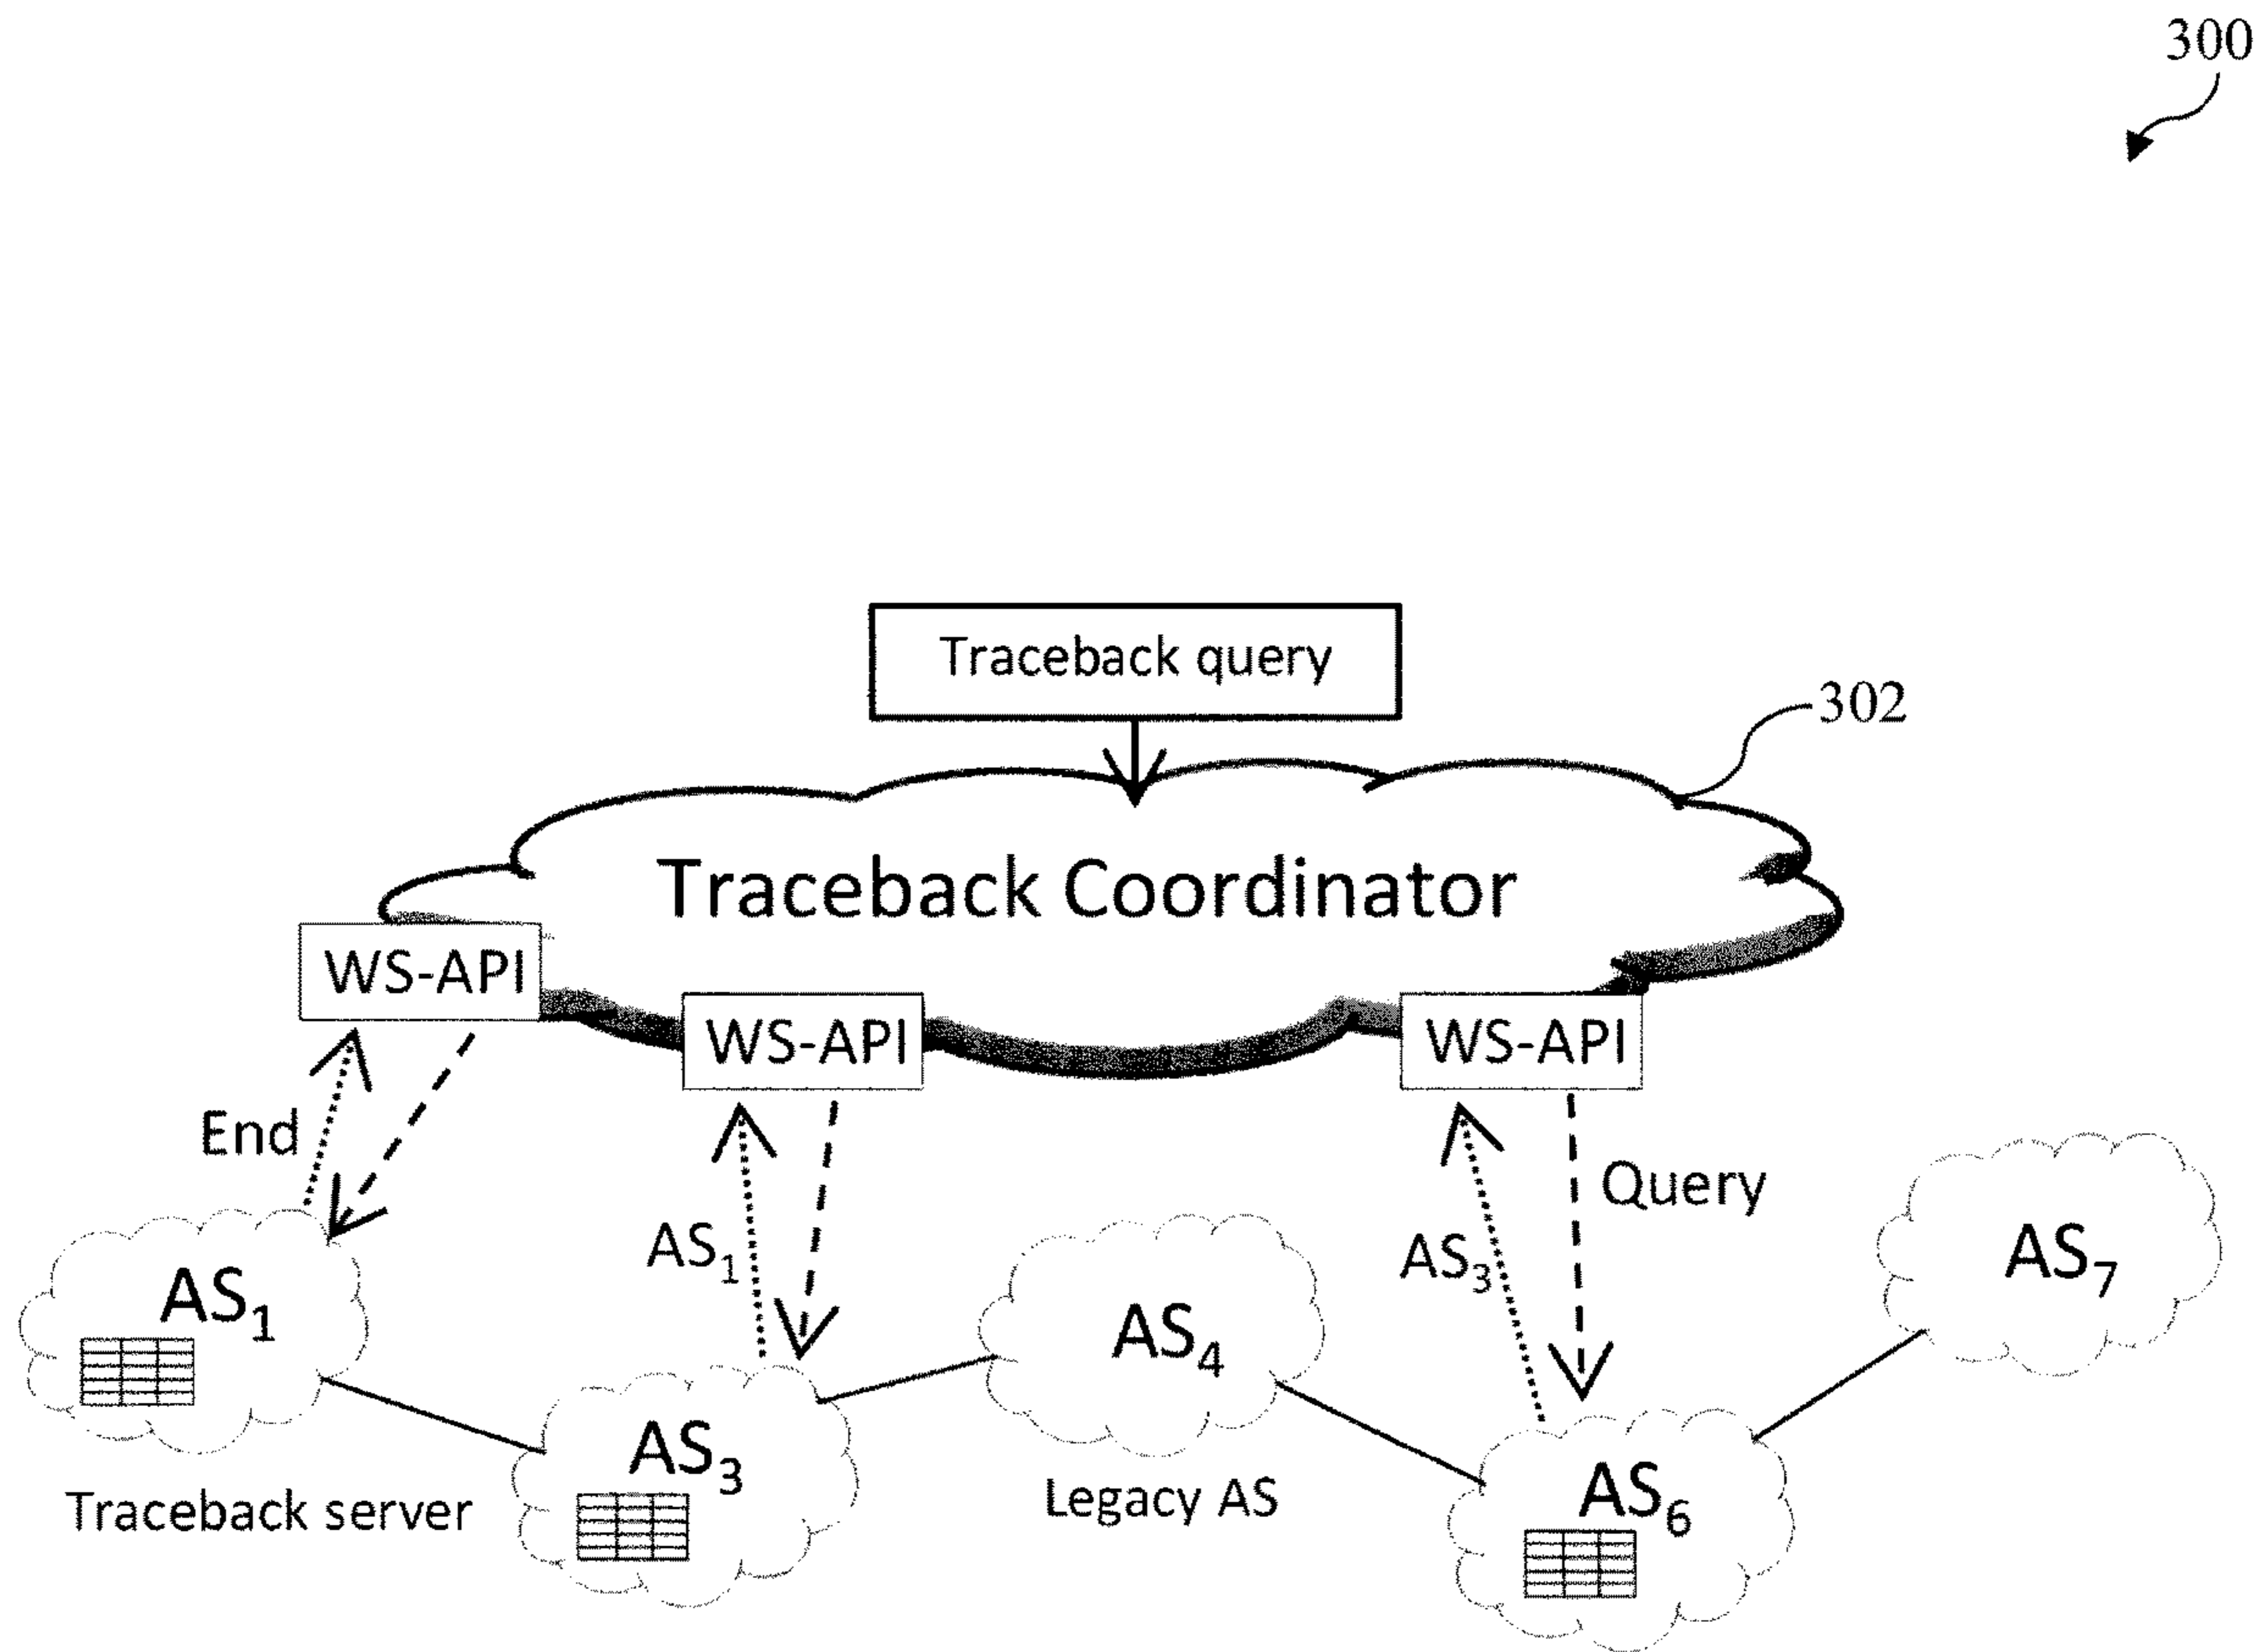 300
Traceback query
302
Traceback Coordinator
WS-API
WS-API
WS-API
End
AS₁
AS₃
Query
AS₁
AS₃
AS₄
AS₆
AS₇
Traceback server
Legacy AS